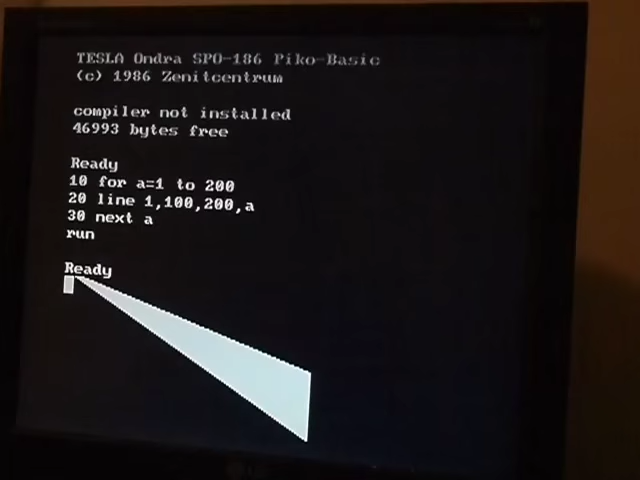 TESLA Ondra SPO-186 Piko-Basic
(c) 1986 Zenitcentrum
compiler not installed
46993 bytes free
Ready
10 for a=1 to 200
20 line 1,100,200,a
30 next a
run
Ready